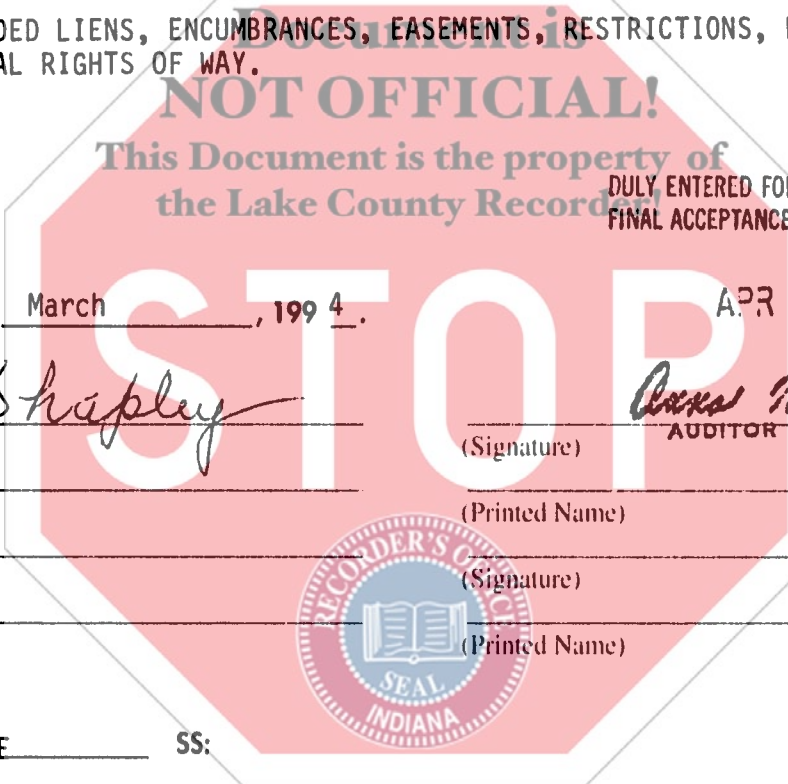 Document is
DED LIENS, ENCUMBRANCES, EASEMENTS, RESTRICTIONS,
AL RIGHTS OF WAY.
NOT OFFICIAL!
This Document is the property of
the Lake County Recorder!
DULY ENTERED FO
FINAL ACCEPTANCE
March , 1994.
APR
STOP
Shapley
AUDITOR
(Signature)
(Printed Name)
(Signature)
(Printed Name)
RECORDER'S OFFICE
SEAL
INDIANA
E SS: